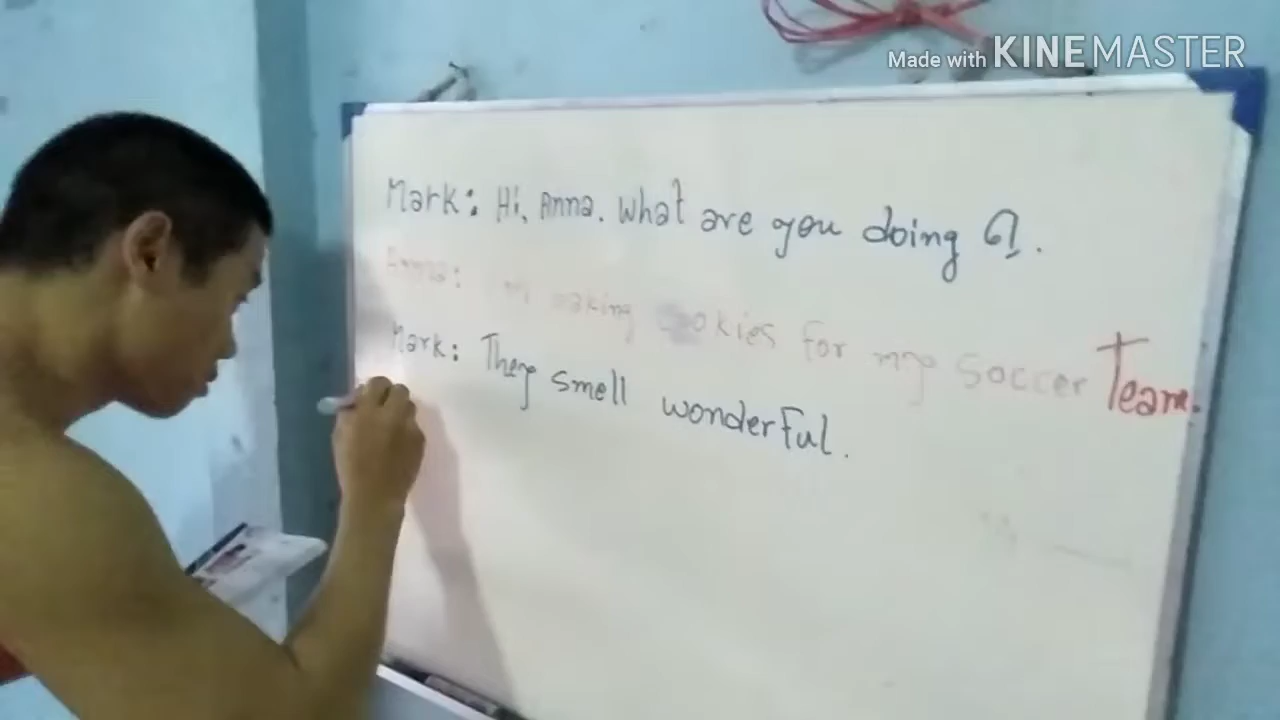 Made with KINEMASTER
Mark: Hi, Anna. What are you doing ?.
Anna: I'm making cookies for my soccer Team.
Mark: They smell wonderful.